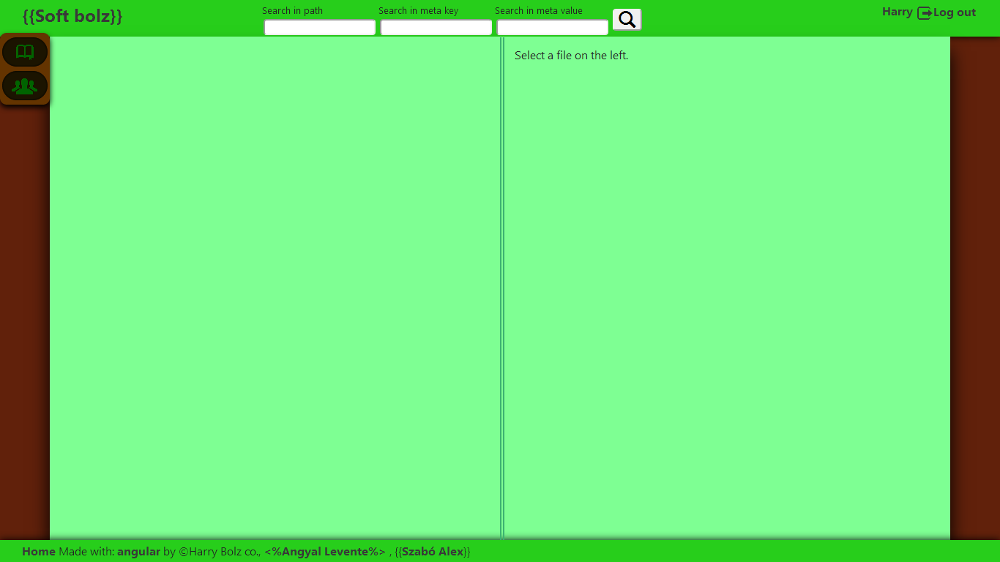 {{Soft bolz}}
Search in path Search in meta key Search in meta value
Harry Log out
Select a file on the left.
Home Made with: angular by ©Harry Bolz co., <%Angyal Levente%> , {{Szabó Alex}}